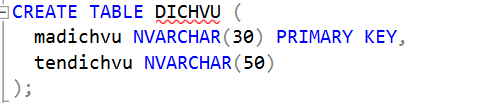 CREATE TABLE DICHVU (
madichvu NVARCHAR(30) PRIMARY KEY,
tendichvu NVARCHAR(50)
);